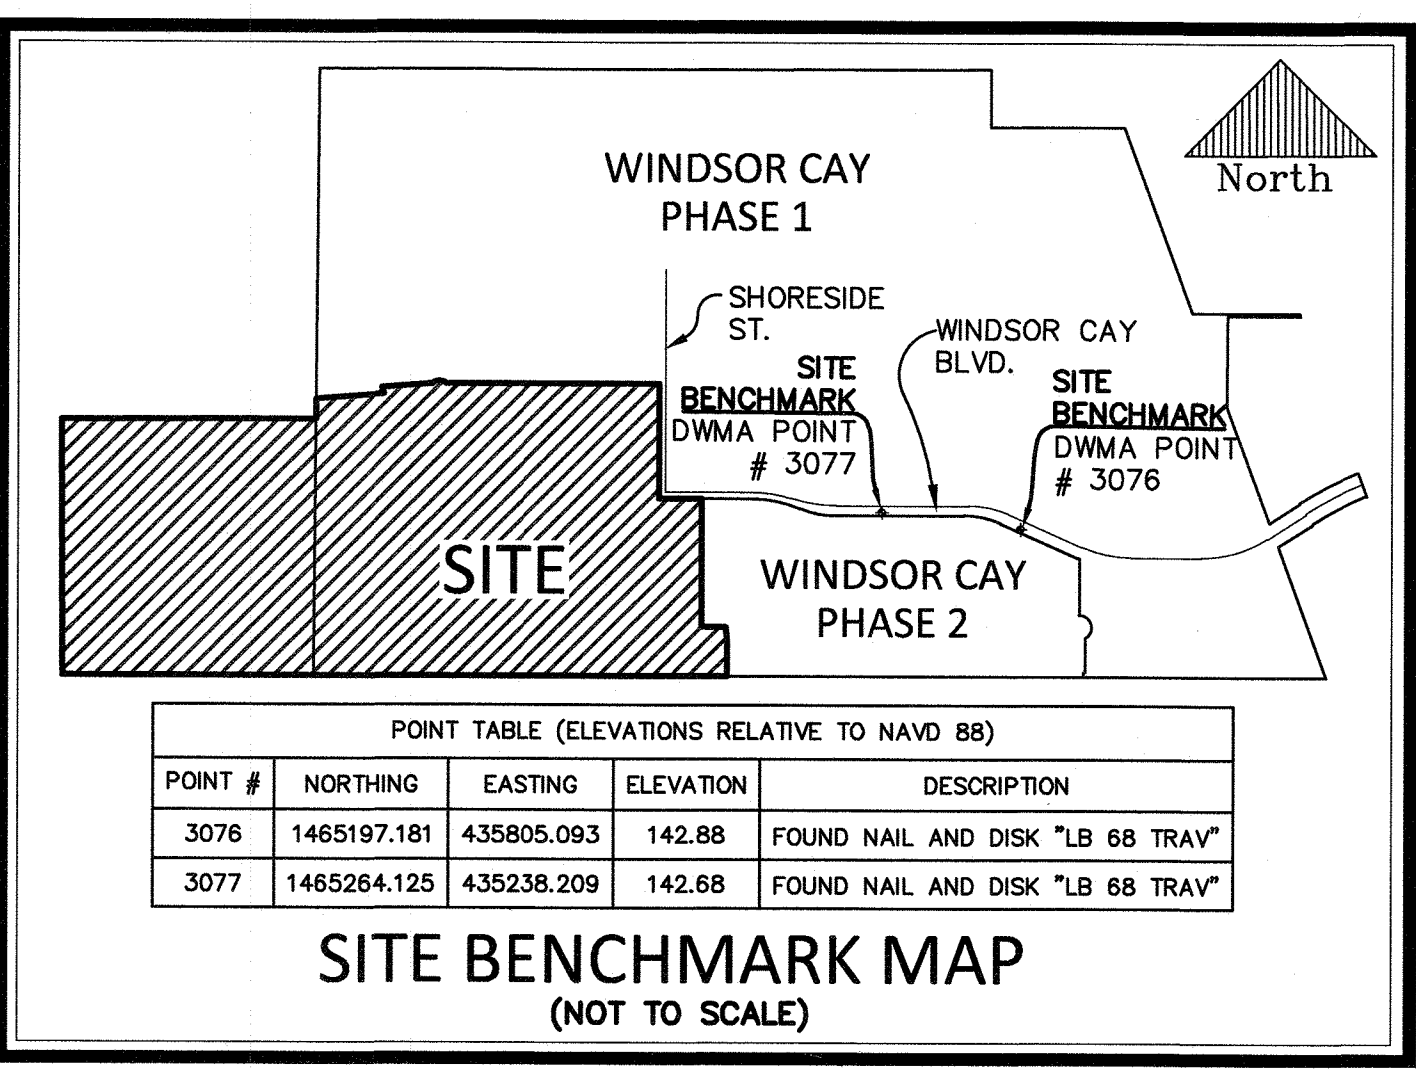 WINDSOR CAY
PHASE 1
North
SHORESIDE
ST.
WINDSOR CAY
BLVD.
SITE
BENCHMARK
DWMA POINT
# 3077
SITE
BENCHMARK
DWMA POINT
# 3076
SITE
WINDSOR CAY
PHASE 2
POINT TABLE (ELEVATIONS RELATIVE TO NAVD 88)
POINT # NORTHING EASTING ELEVATION DESCRIPTION
3076 1465197.181 435805.093 142.88 FOUND NAIL AND DISK "LB 68 TRAV"
3077 1465264.125 435238.209 142.68 FOUND NAIL AND DISK "LB 68 TRAV"
SITE BENCHMARK MAP
(NOT TO SCALE)